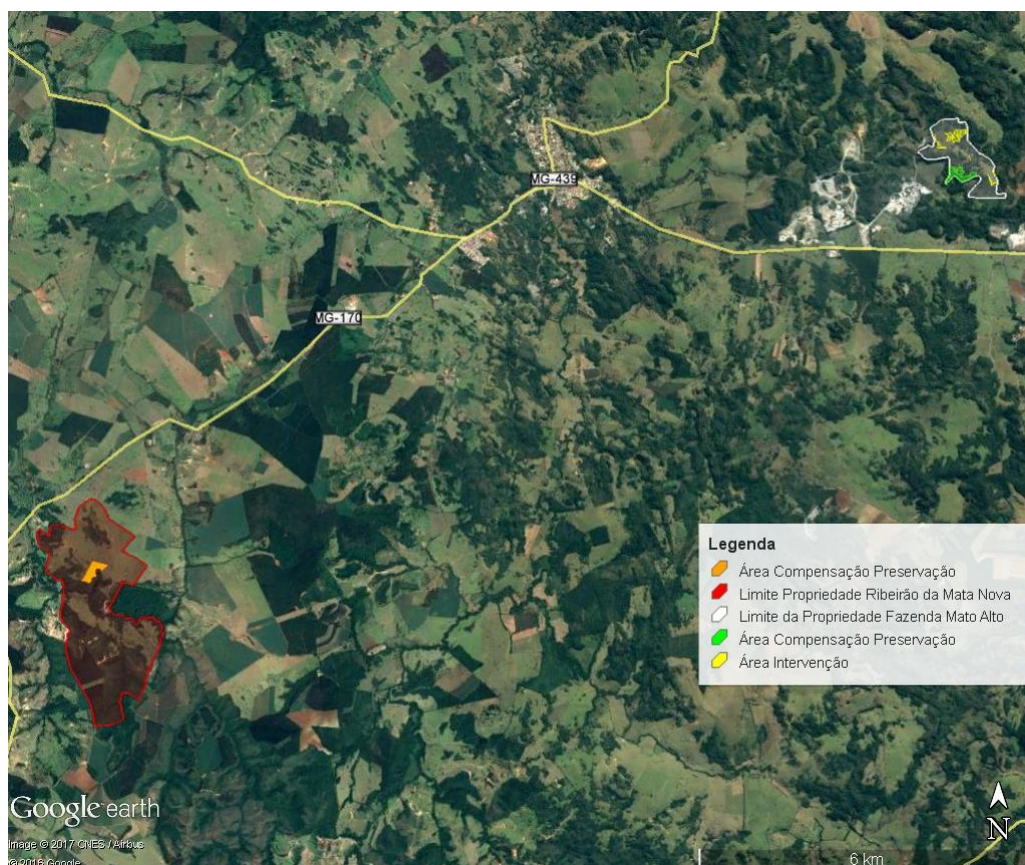 MG-439
MG-170
Legenda
Área Compensação Preservação
Limite Propriedade Ribeirão da Mata Nova
Limite da Propriedade Fazenda Mato Alto
Área Compensação Preservação
Área Intervenção
Google earth
Image © 2017 CNES / Airbus
© 2016 Google
N
6 km